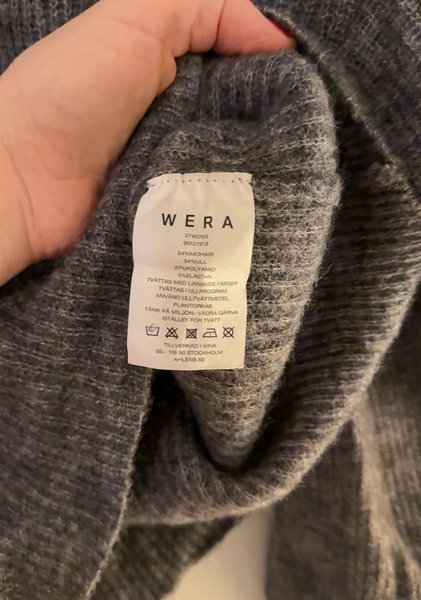 WERA
2740763
90127213
34%MOHAIR
34%ULL
27%POLYAMID
5%ELASTAN
TVÄTTAS MED LIKNANDE FÄRGER
TVÄTTAS I ULLPROGRAM
ANVÄND ULLTVÄTTMEDEL
PLANTORKAS
TÄNK PÅ MILJÖN- VÄDRA GÄRNA
ISTÄLLET FÖR TVÄTT
TILLVERKAD I KINA
SE- 118 90 STOCKHOLM
AHLENS.SE